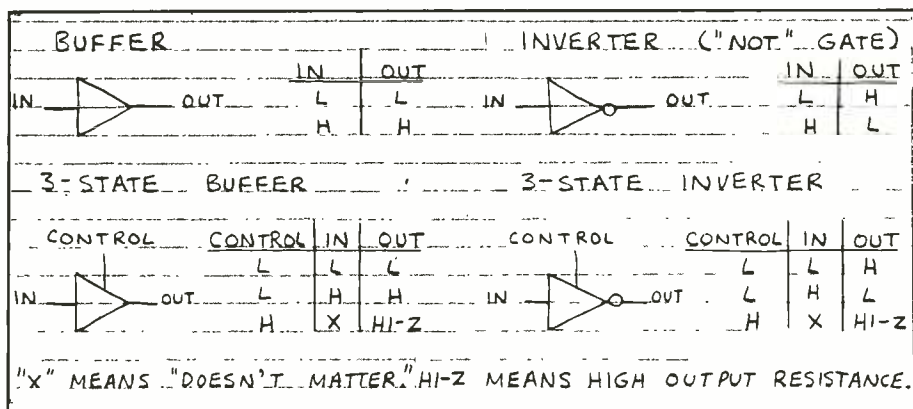 BUFFER
IN OUT
IN OUT
L L
H H
INVERTER ("NOT" GATE)
IN OUT
IN OUT
L H
H L
3-STATE BUFFER
CONTROL
IN OUT
CONTROL IN OUT
L L L
L H H
H X HI-Z
3-STATE INVERTER
CONTROL
IN OUT
CONTROL IN OUT
L L H
L H L
H X HI-Z
"X" MEANS "DOESN'T MATTER." HI-Z MEANS HIGH OUTPUT RESISTANCE.